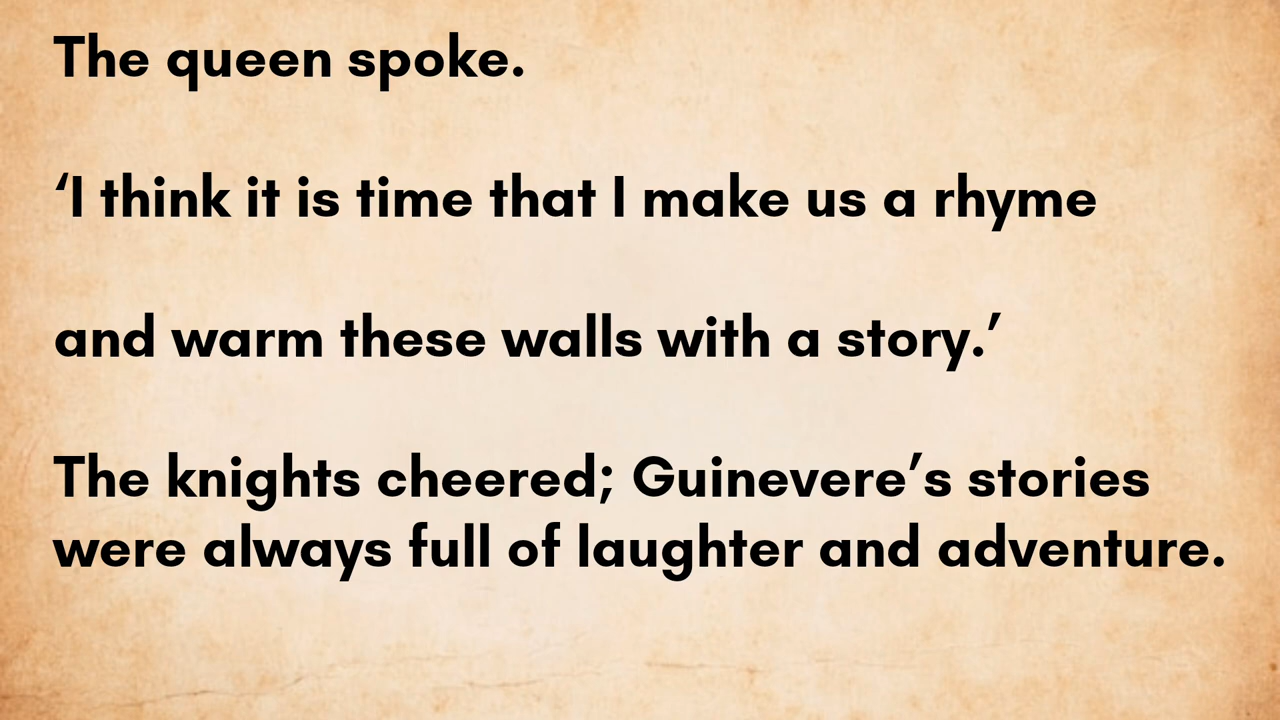 The queen spoke.
‘I think it is time that I make us a rhyme
and warm these walls with a story.’
The knights cheered; Guinevere’s stories
were always full of laughter and adventure.